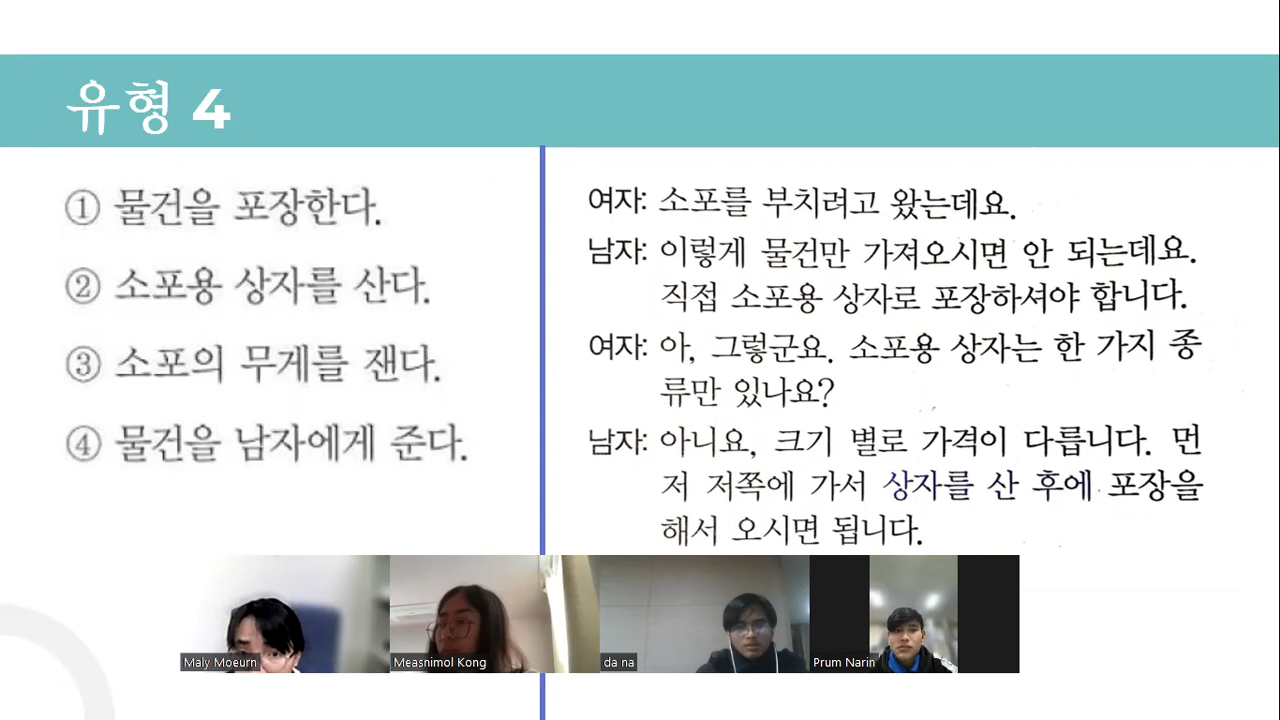 유형 4
① 물건을 포장한다.
② 소포용 상자를 산다.
③ 소포의 무게를 잰다.
④ 물건을 남자에게 준다.
여자: 소포를 부치려고 왔는데요.
남자: 이렇게 물건만 가져오시면 안 되는데요.
직접 소포용 상자로 포장하셔야 합니다.
여자: 아, 그렇군요. 소포용 상자는 한 가지 종
류만 있나요?
남자: 아니요, 크기 별로 가격이 다릅니다. 먼
저 저쪽에 가서 상자를 산 후에 포장을
해서 오시면 됩니다.
Maly Moeurn
Measnimol Kong
da na
Prum Narin